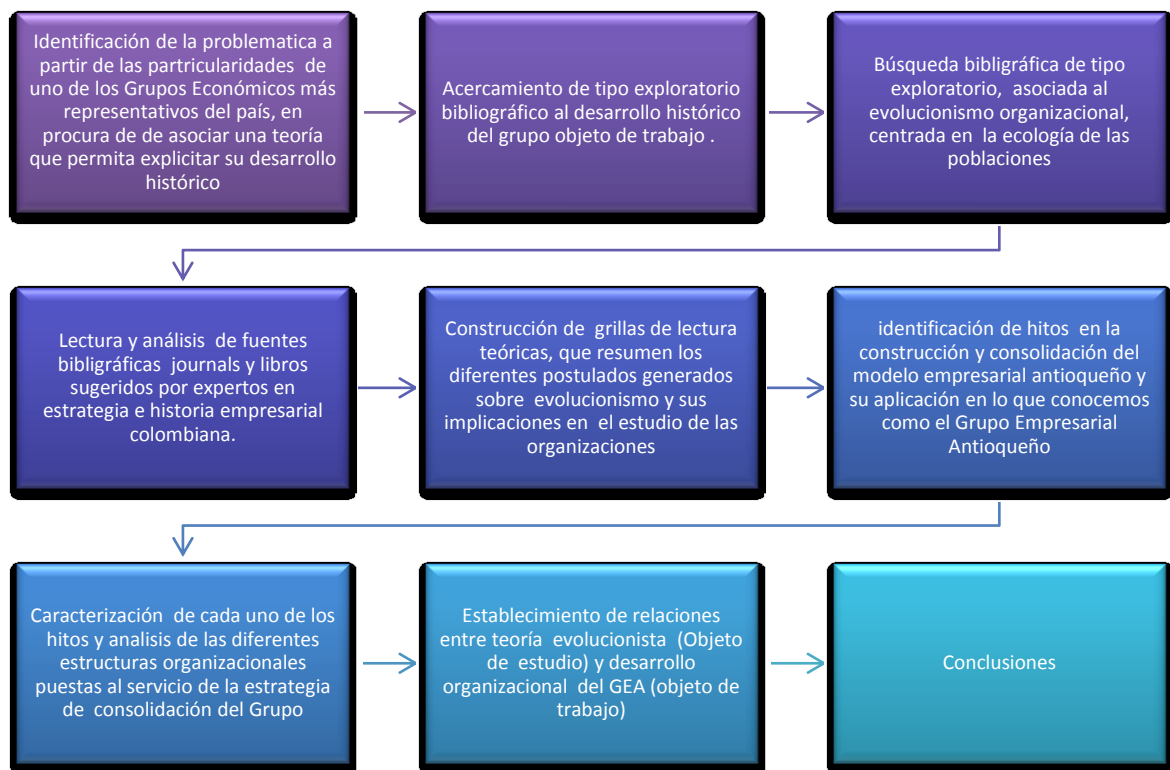 Identificación de la problematica a
partir de las partricularidades de
uno de los Grupos Económicos más
representativos del país, en
procura de de asociar una teoría
que permita explicitar su desarrollo
histórico
Acercamiento de tipo exploratorio
bibliográfico al desarrollo histórico
del grupo objeto de trabajo .
Búsqueda bibligráfica de tipo
exploratorio, asociada al
evolucionismo organizacional,
centrada en la ecología de las
poblaciones
Lectura y análisis de fuentes
bibligráficas journals y libros
sugeridos por expertos en
estrategia e historia empresarial
colombiana.
Construcción de grillas de lectura
teóricas, que resumen los
diferentes postulados generados
sobre evolucionismo y sus
implicaciones en el estudio de las
organizaciones
identificación de hitos en la
construcción y consolidación del
modelo empresarial antioqueño y
su aplicación en lo que conocemos
como el Grupo Empresarial
Antioqueño
Caracterización de cada uno de los
hitos y analisis de las diferentes
estructuras organizacionales
puestas al servicio de la estrategia
de consolidación del Grupo
Establecimiento de relaciones
entre teoría evolucionista (Objeto
de estudio) y desarrollo
organizacional del GEA (objeto de
trabajo)
Conclusiones